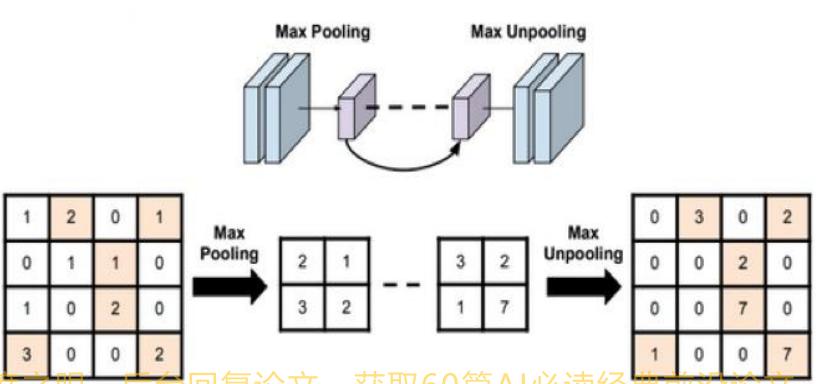 Max Pooling Max Unpooling
1 2 0 1
0 1 1 0
1 0 2 0
3 0 0 2
Max
Pooling
2 1
3 2
3 2
1 7
Max
Unpooling
0 3 0 2
0 0 2 0
0 0 7 0
1 0 0 7
后台回复论文 获取60篇AI必读经典前沿论文